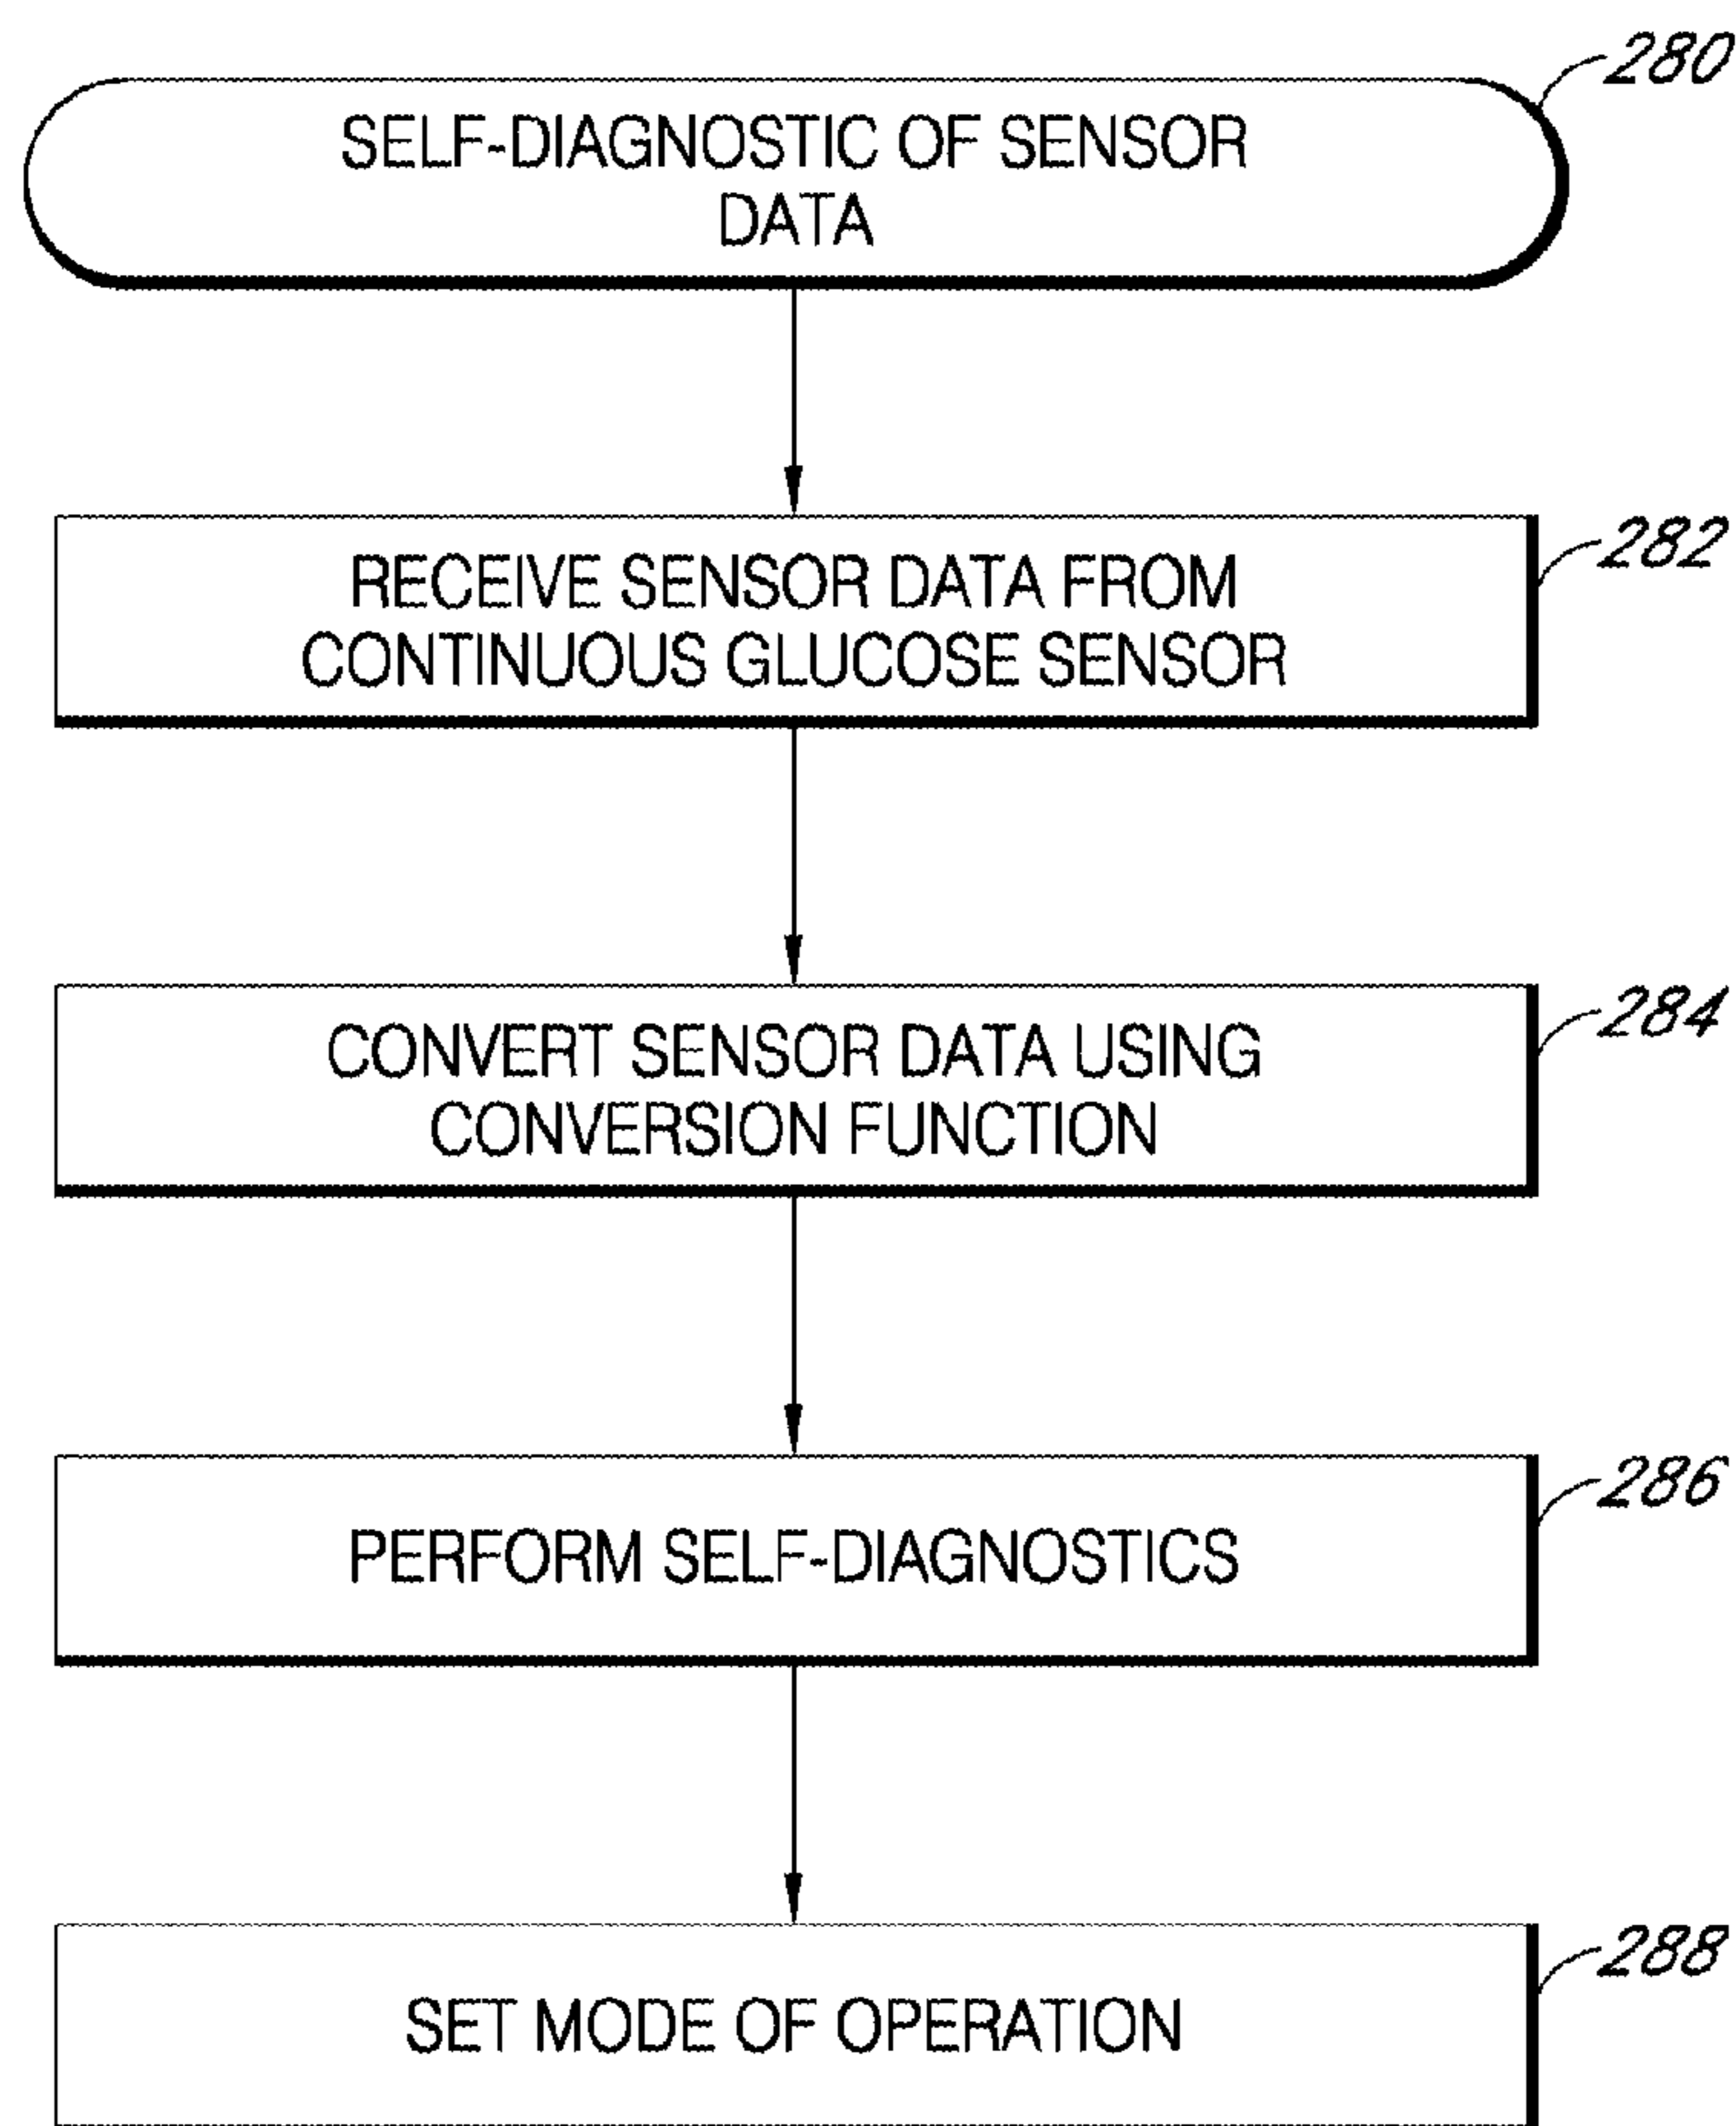 280
SELF-DIAGNOSTIC OF SENSOR
DATA
282
RECEIVE SENSOR DATA FROM
CONTINUOUS GLUCOSE SENSOR
284
CONVERT SENSOR DATA USING
CONVERSION FUNCTION
286
PERFORM SELF-DIAGNOSTICS
288
SET MODE OF OPERATION